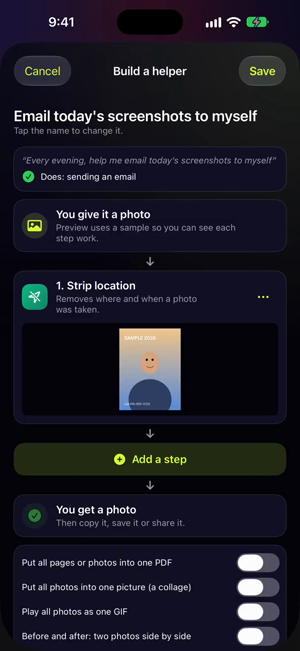 9:41
Cancel
Build a helper
Save
Email today's screenshots to myself
Tap the name to change it.
“Every evening, help me email today's screenshots to myself”
Does: sending an email
You give it a photo
Preview uses a sample so you can see each
step work.
1. Strip location
Removes where and when a photo
was taken.
SAMPLE 2026
Add a step
You get a photo
Then copy it, save it or share it.
Put all pages or photos into one PDF
Put all photos into one picture (a collage)
Play all photos as one GIF
Before and after: two photos side by side